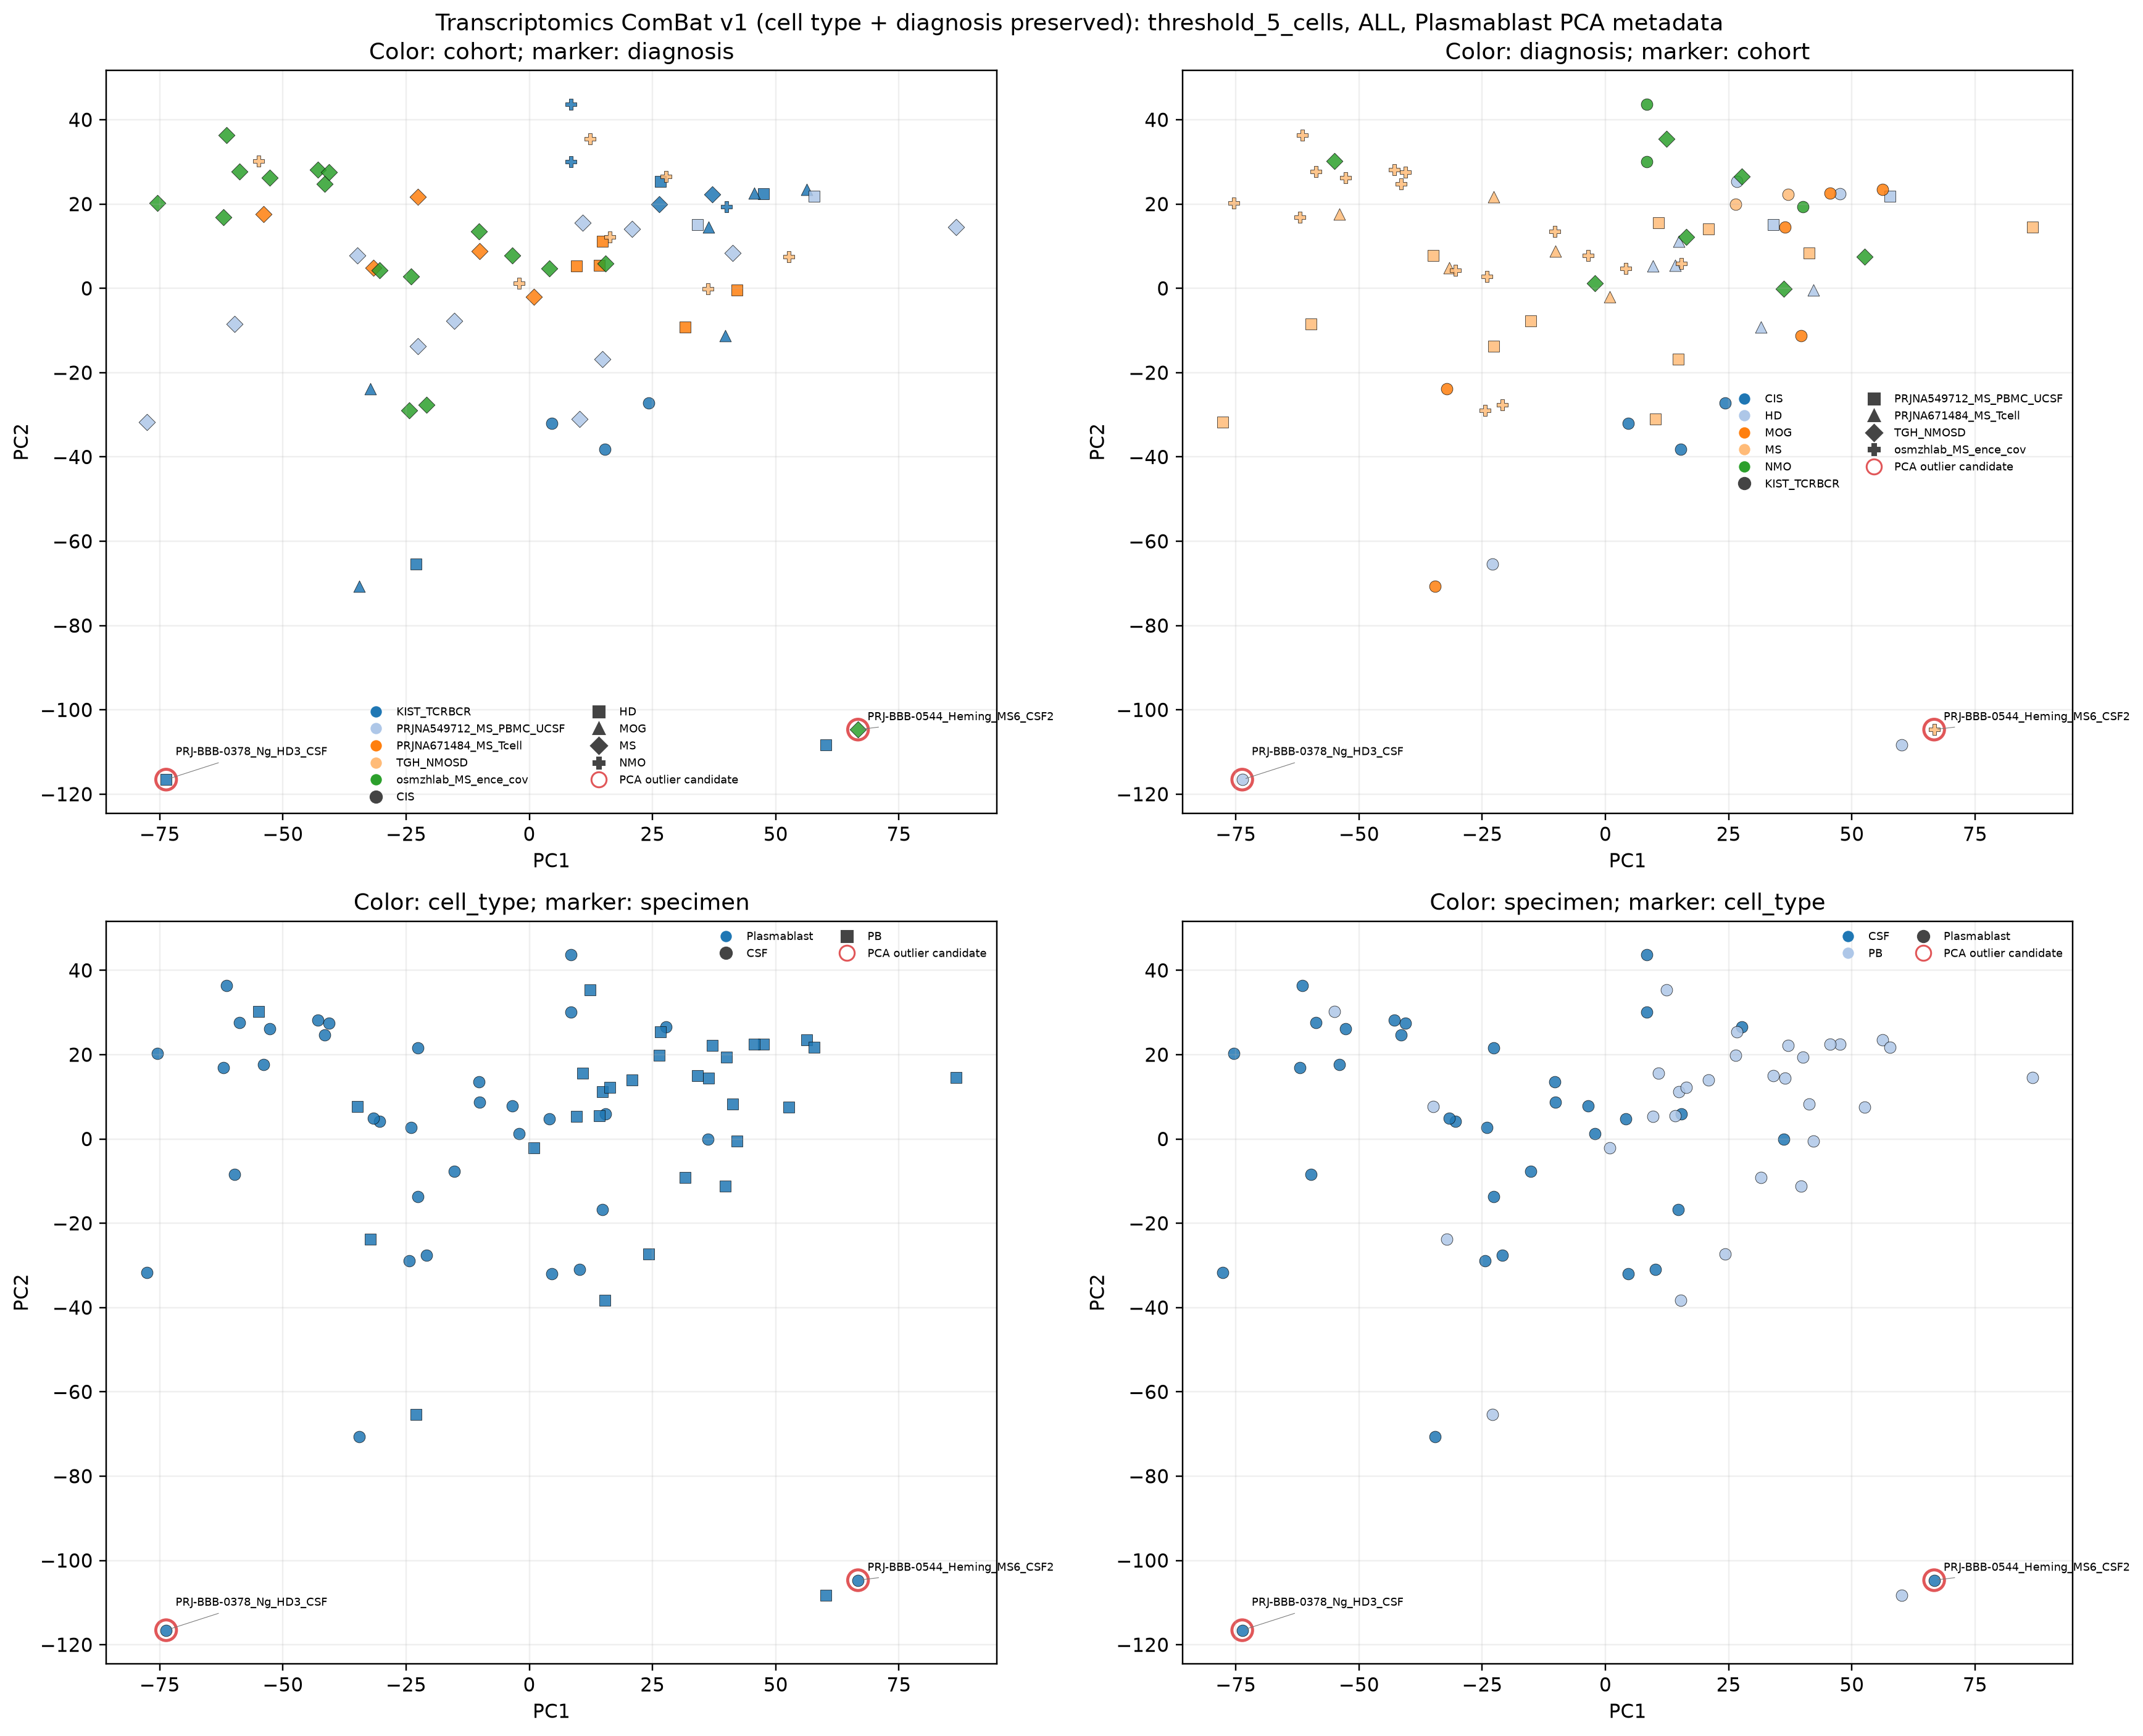 Transcriptomics ComBat v1 (cell type + diagnosis preserved): threshold_5_cells, ALL, Plasmablast PCA metadata
Color: cohort; marker: diagnosis
40
20
0
−20
−40
−60
−80
−100
−120
PC2
−75
−50
−25
0
25
50
75
PC1
KIST_TCRBCR
PRJNA549712_MS_PBMC_UCSF
PRJNA671484_MS_Tcell
TGH_NMOSD
osmzhlab_MS_ence_cov
CIS
HD
MOG
MS
NMO
PCA outlier candidate
PRJ-BBB-0378_Ng_HD3_CSF
PRJ-BBB-0544_Heming_MS6_CSF2
Color: diagnosis; marker: cohort
40
20
0
−20
−40
−60
−80
−100
−120
PC2
−75
−50
−25
0
25
50
75
PC1
CIS
HD
MOG
MS
NMO
KIST_TCRBCR
PRJNA549712_MS_PBMC_UCSF
PRJNA671484_MS_Tcell
TGH_NMOSD
osmzhlab_MS_ence_cov
PCA outlier candidate
PRJ-BBB-0378_Ng_HD3_CSF
PRJ-BBB-0544_Heming_MS6_CSF2
Color: cell_type; marker: specimen
Plasmablast
CSF
PB
PCA outlier candidate
40
20
0
−20
−40
−60
−80
−100
−120
PC2
−75
−50
−25
0
25
50
75
PC1
PRJ-BBB-0378_Ng_HD3_CSF
PRJ-BBB-0544_Heming_MS6_CSF2
Color: specimen; marker: cell_type
CSF
PB
Plasmablast
PCA outlier candidate
40
20
0
−20
−40
−60
−80
−100
−120
PC2
−75
−50
−25
0
25
50
75
PC1
PRJ-BBB-0378_Ng_HD3_CSF
PRJ-BBB-0544_Heming_MS6_CSF2